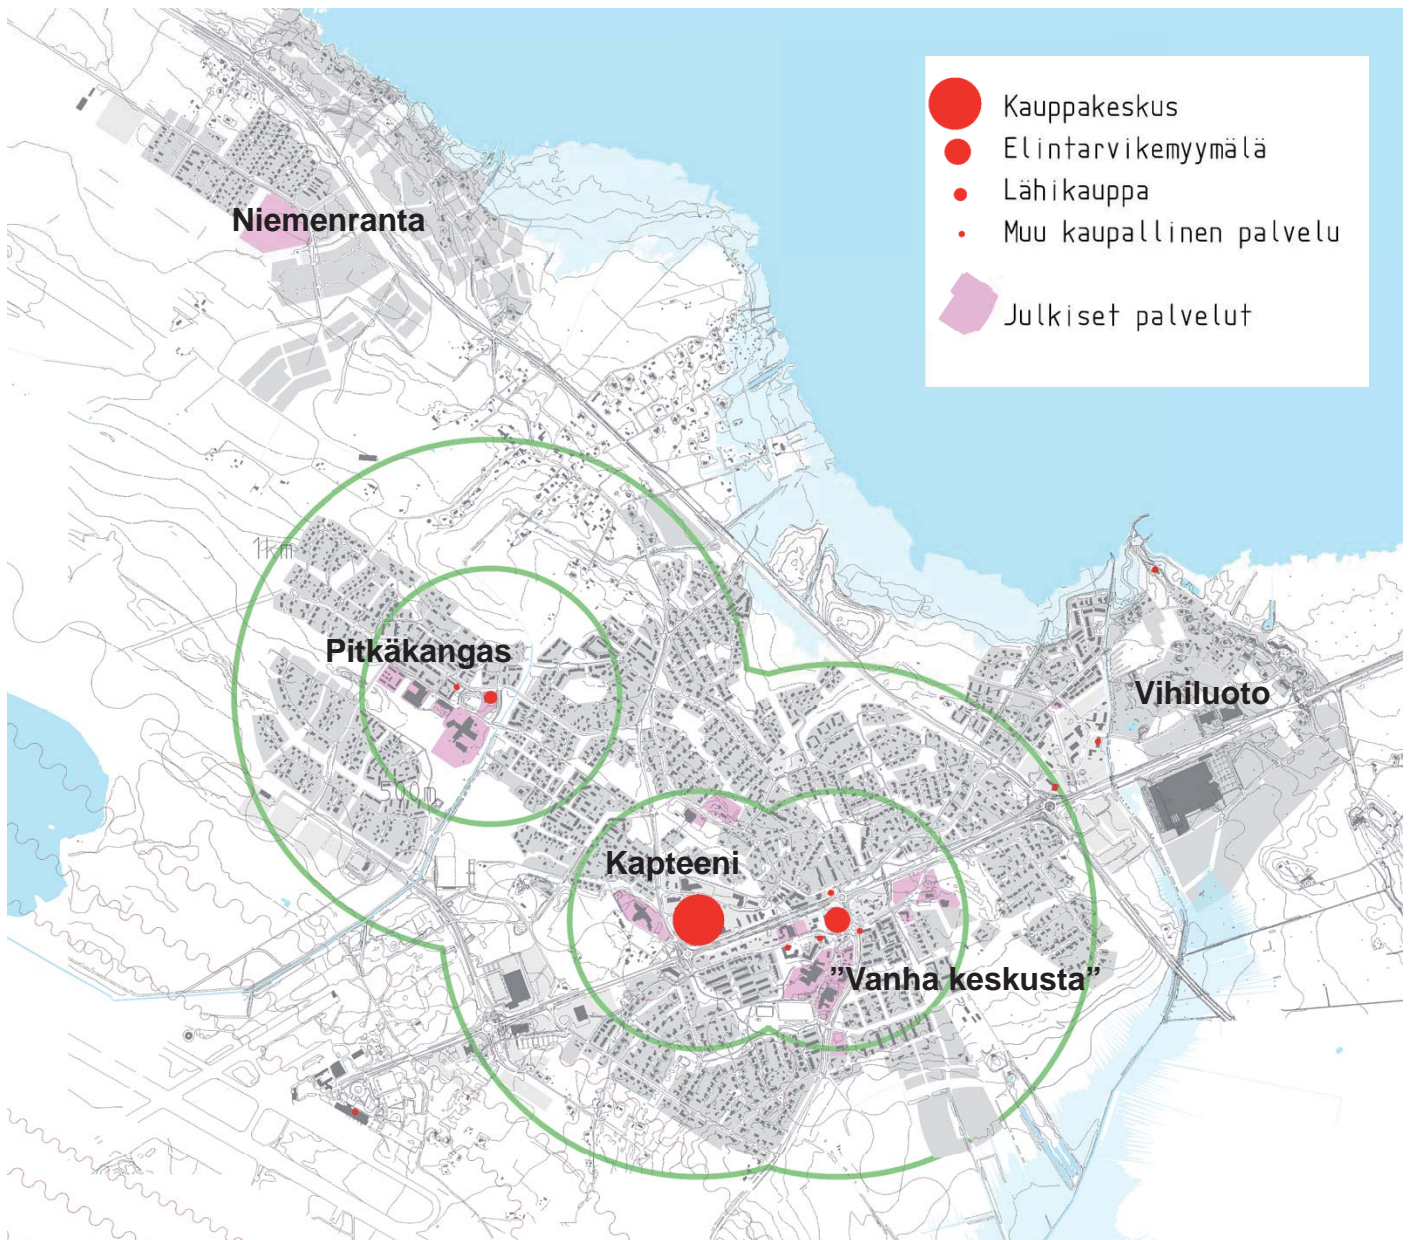 Kauppakeskus
Elintarvikemyymälä
Lähikauppa
Muu kaupallinen palvelu
Julkiset palvelut
Niemenranta
1km
Pitkäkangas
Vihiluoto
500m
Kapteeni
”Vanha keskusta”